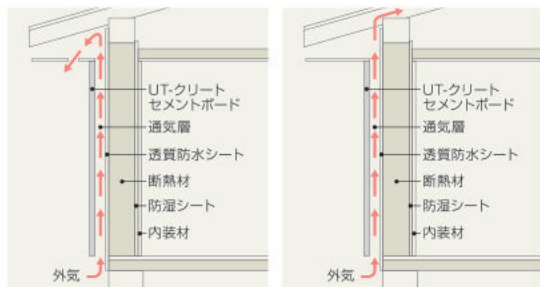 UT-クリート
セメントボード
通気層
透質防水シート
断熱材
防湿シート
内装材
外気
UT-クリート
セメントボード
通気層
透質防水シート
断熱材
防湿シート
内装材
外気